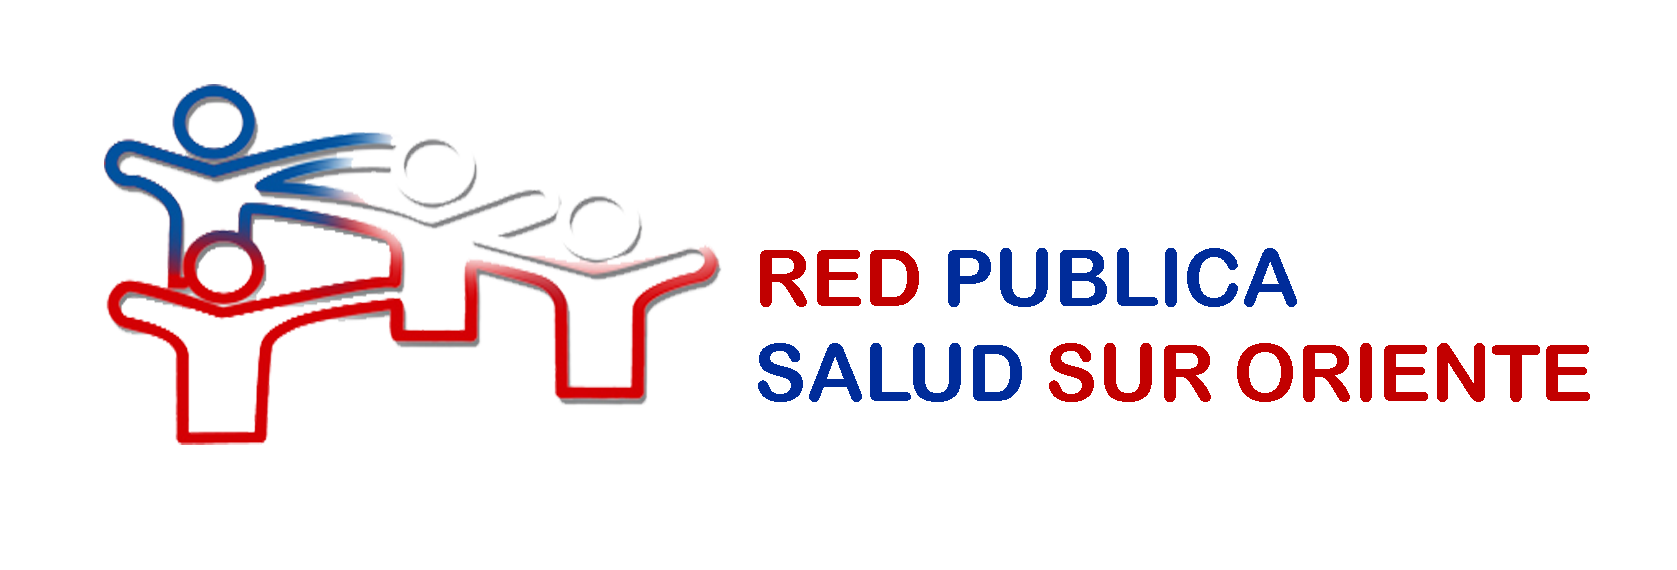 RED PUBLICA
SALUD SUR ORIENTE